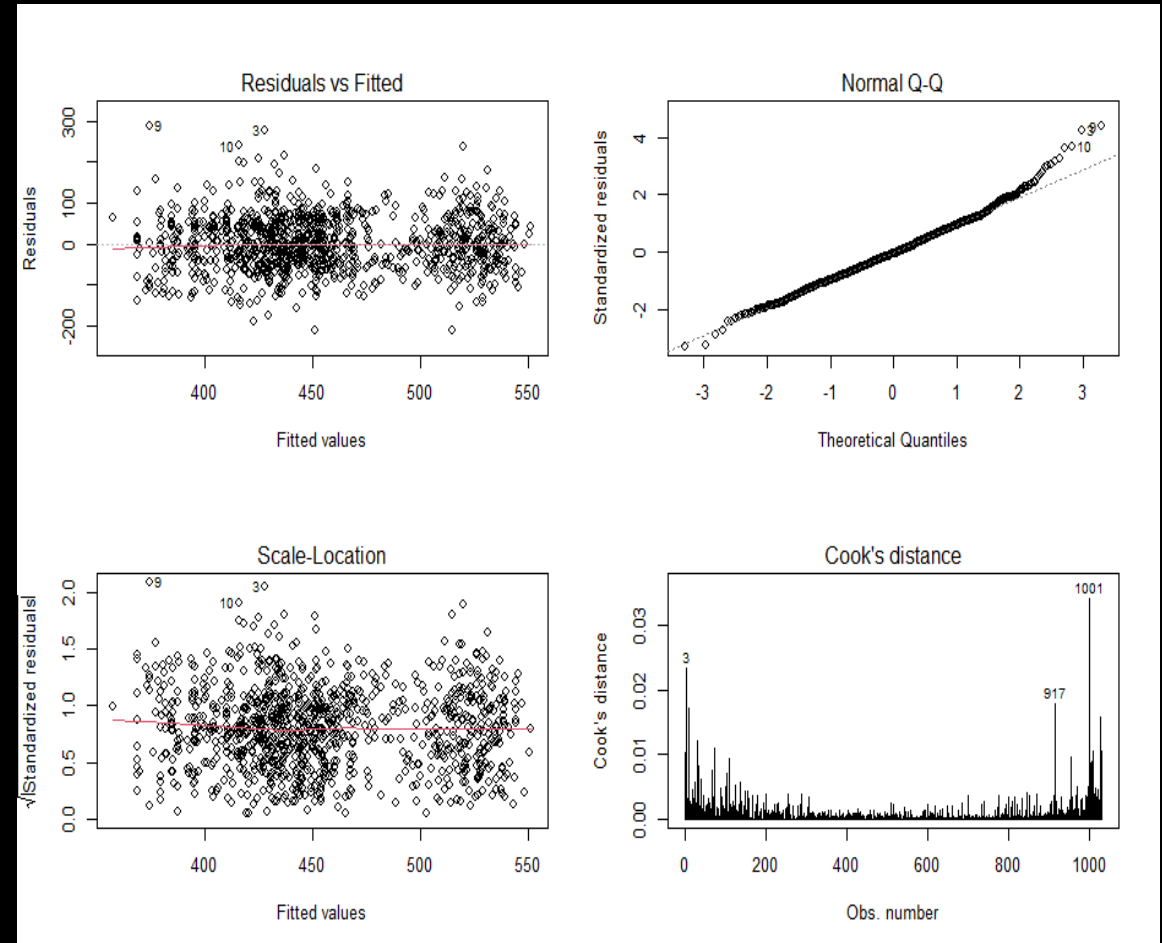 Residuals vs Fitted
Residuals
300
100
0
-200
9
3
10
400 450 500 550
Fitted values
Normal Q-Q
Standardized residuals
4
2
0
-2
3
9
10
-3 -2 -1 0 1 2 3
Theoretical Quantiles
Scale-Location
√|Standardized residuals|
2.0
1.5
1.0
0.5
0.0
9
3
10
400 450 500 550
Fitted values
Cook's distance
Cook's distance
0.03
0.02
0.01
0.00
3
917
1001
0 200 400 600 800 1000
Obs. number